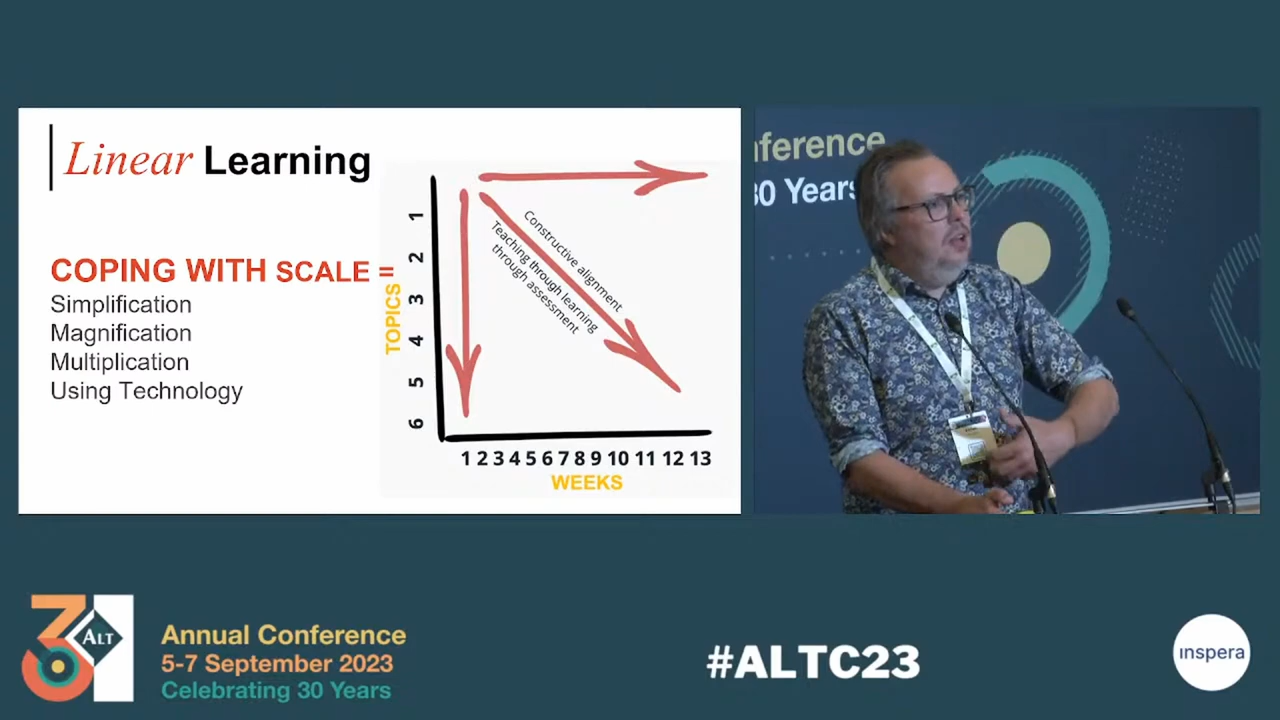 Linear Learning
COPING WITH SCALE =
Simplification
Magnification
Multiplication
Using Technology
TOPICS
1
2
3
4
5
6
Constructive alignment
Teaching through learning
through assessment
1 2 3 4 5 6 7 8 9 10 11 12 13
WEEKS
ference
30 Years
ALT
Annual Conference
5-7 September 2023
Celebrating 30 Years
#ALTC23
inspera